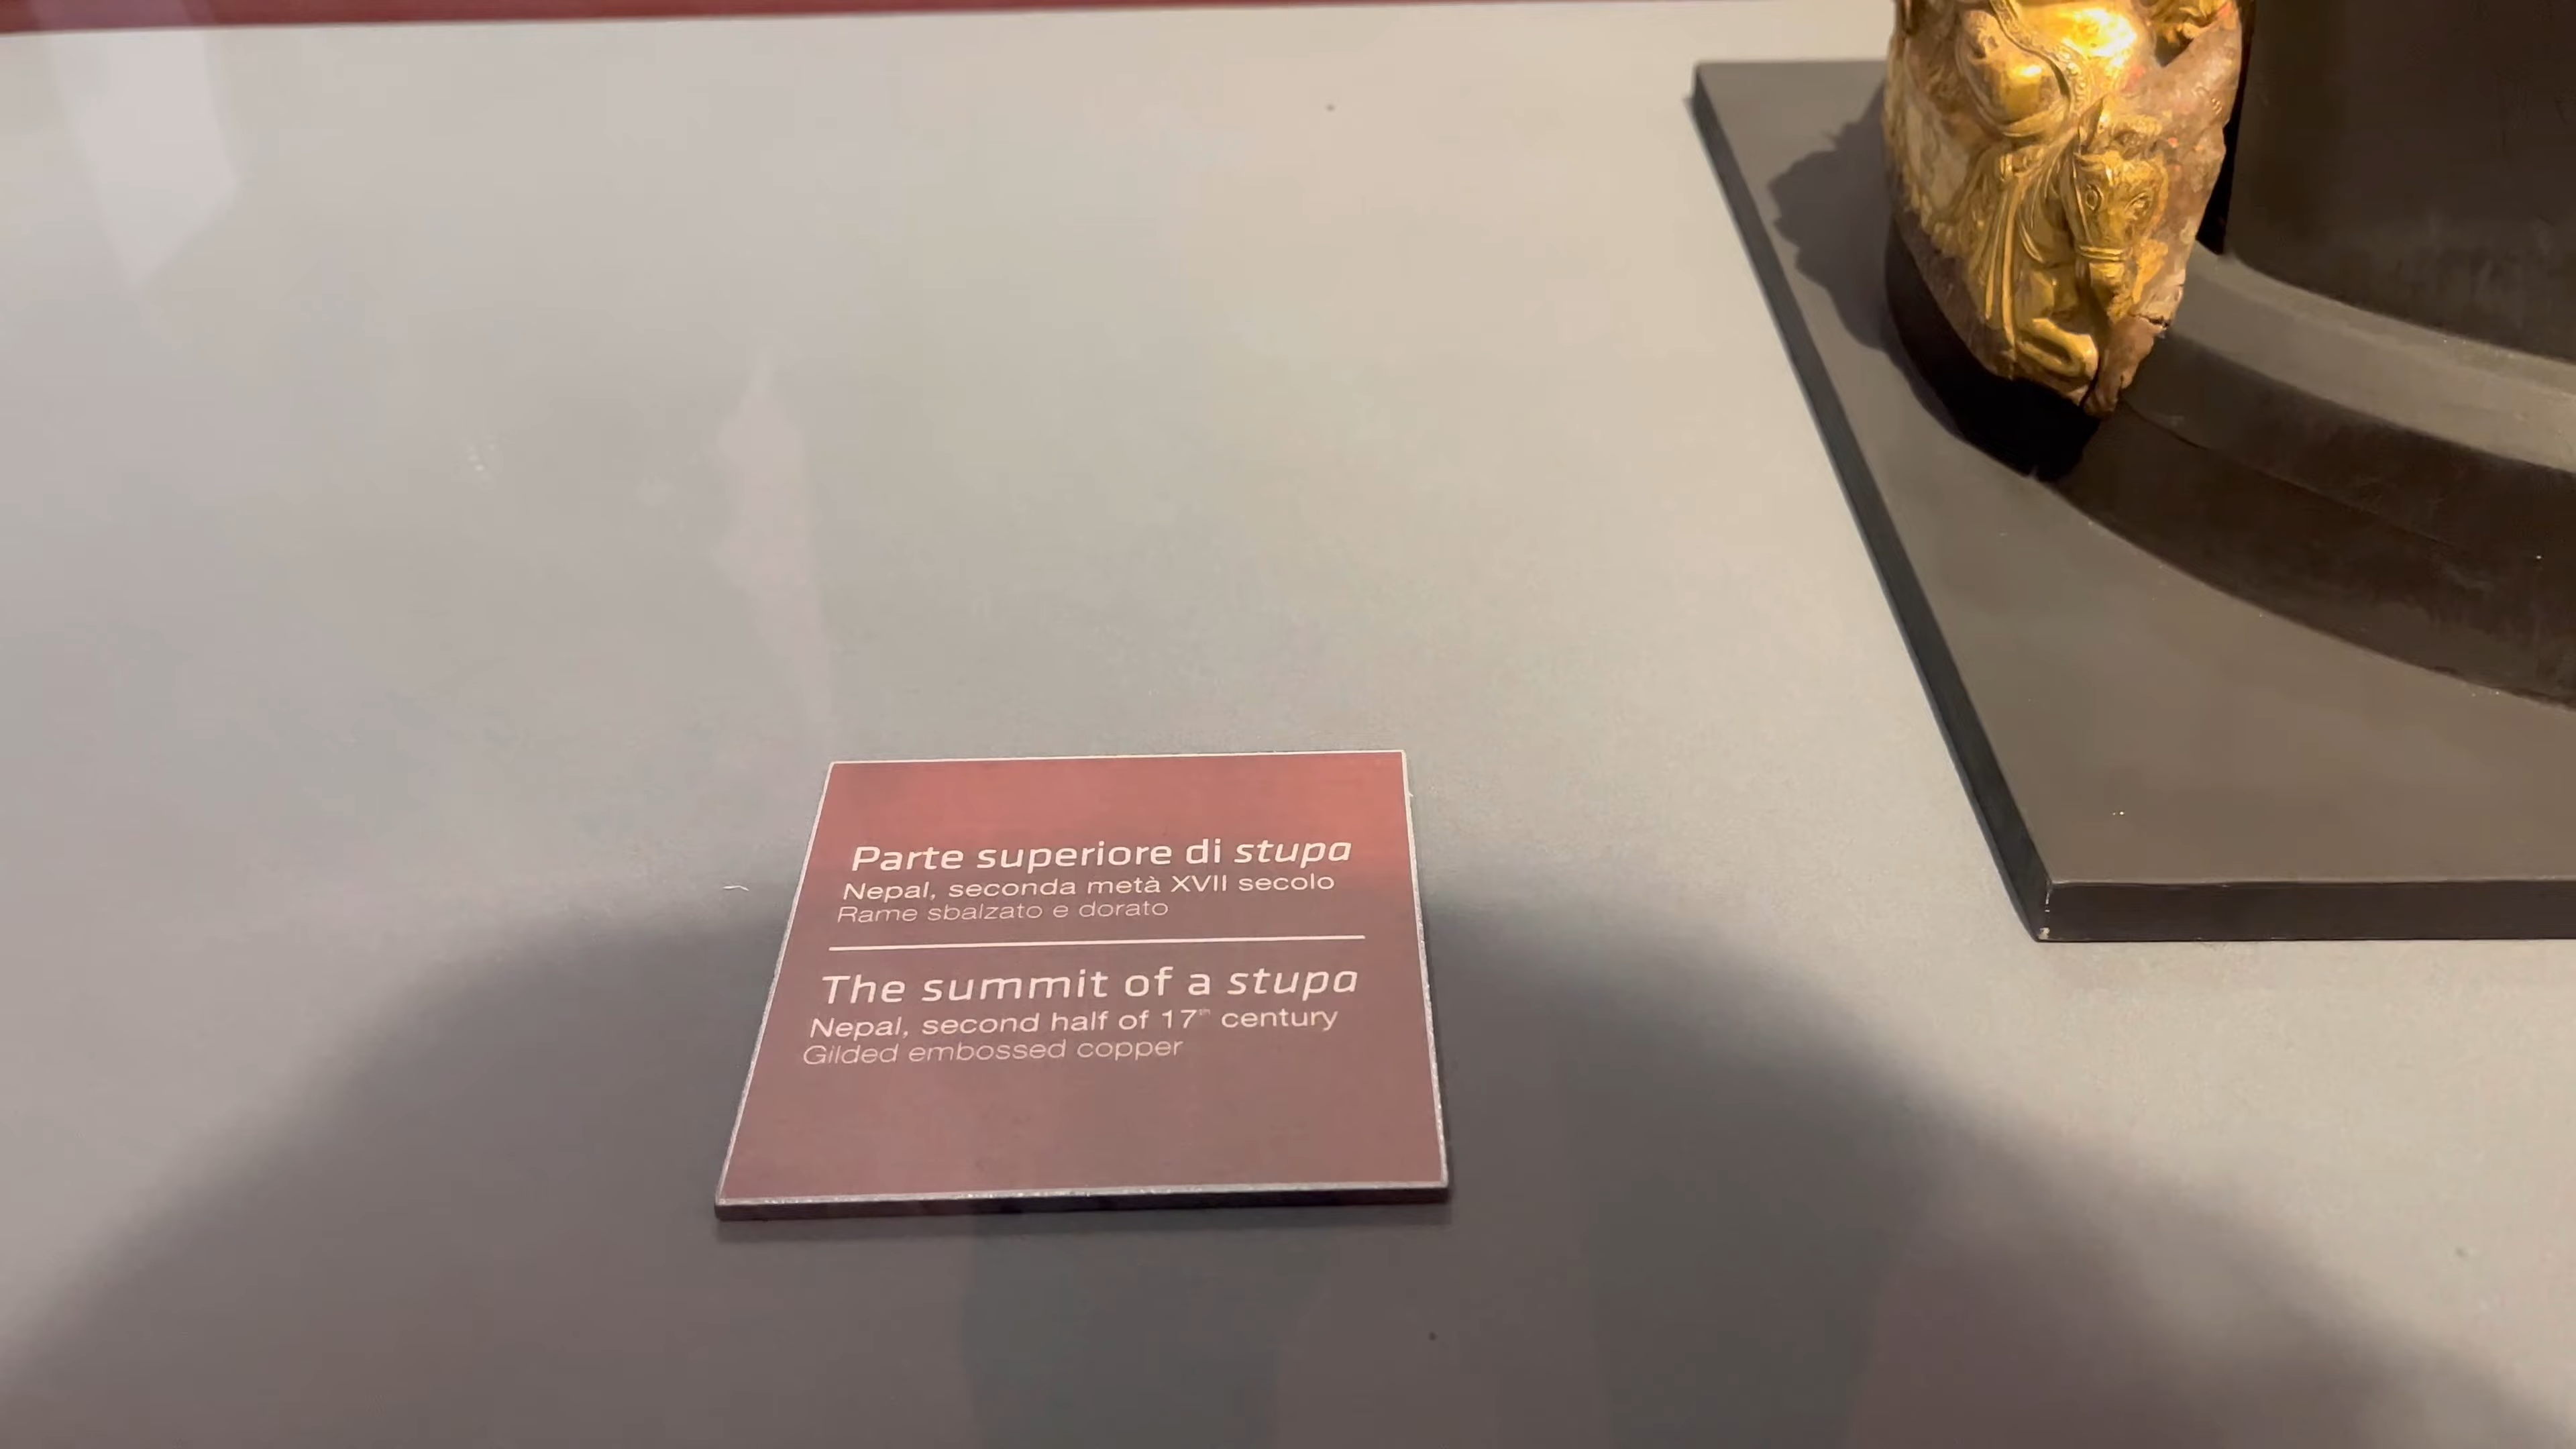 Parte superiore di stupa
Nepal, seconda metà XVII secolo
Rame sbalzato e dorato
The summit of a stupa
Nepal, second half of 17th century
Gilded embossed copper